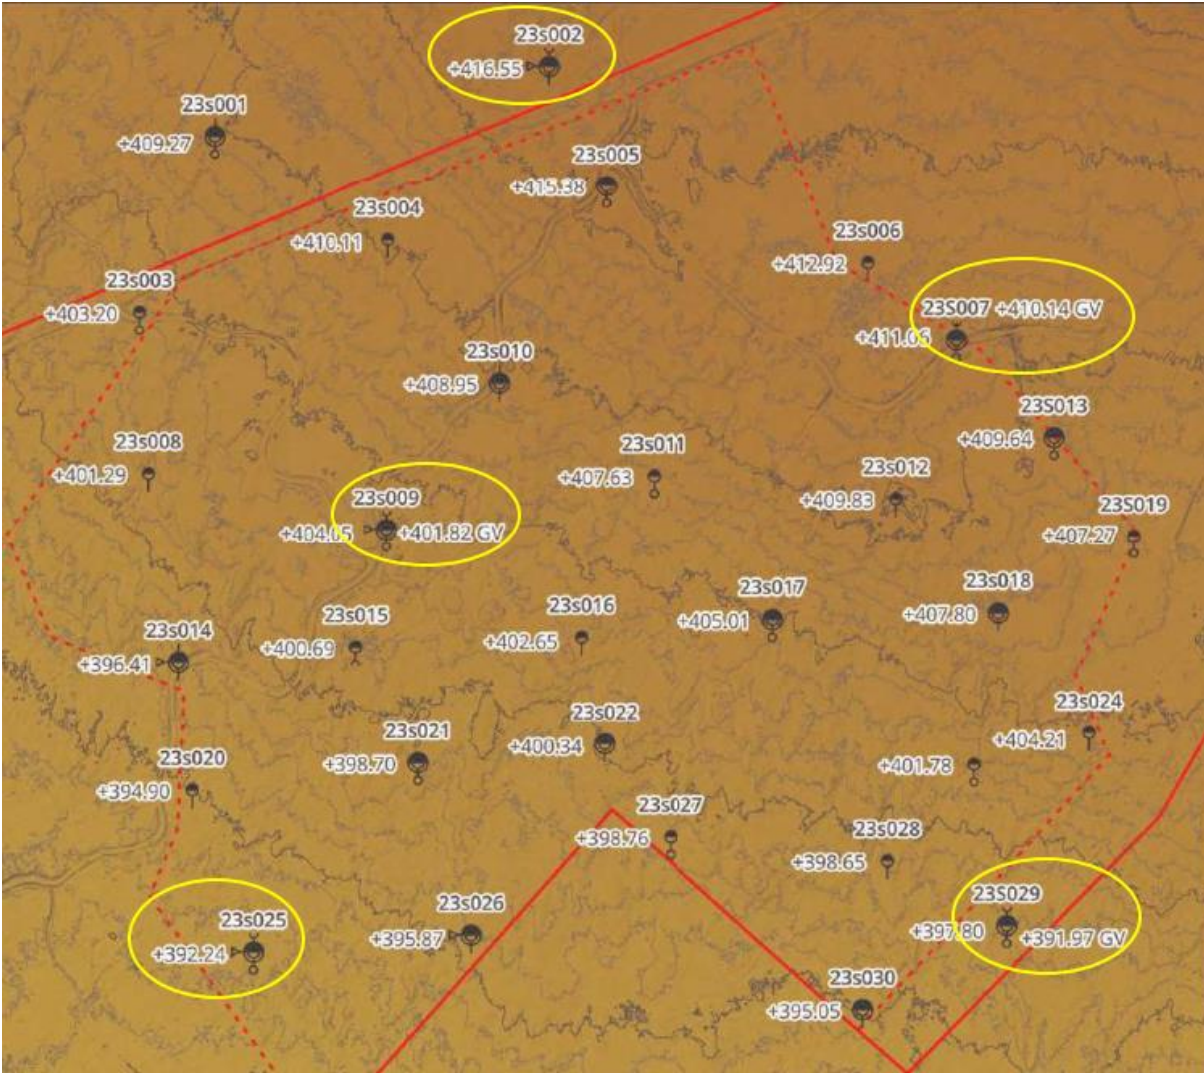 23s002
+416.55
23s001
+409.27
23s005
+415.38
23s004
+410.11
23s006
+412.92
23s003
+403.20
23S007 +410.14 GV
+411.06
23s010
+408.95
23S013
+409.64
23s008
+401.29
23s011
+407.63
23s012
+409.83
23s009
+404.05 +401.82 GV
23S019
+407.27
23s018
+407.80
23s017
+405.01
23s016
+402.65
23s015
+400.69
23s014
+396.41
23s024
+404.21
23s022
+400.34
23s021
+398.70
+401.78
23s020
+394.90
23s027
+398.76
23s028
+398.65
23S029
+397.80 +391.97 GV
23s026
+395.87
23s025
+392.24
23s030
+395.05